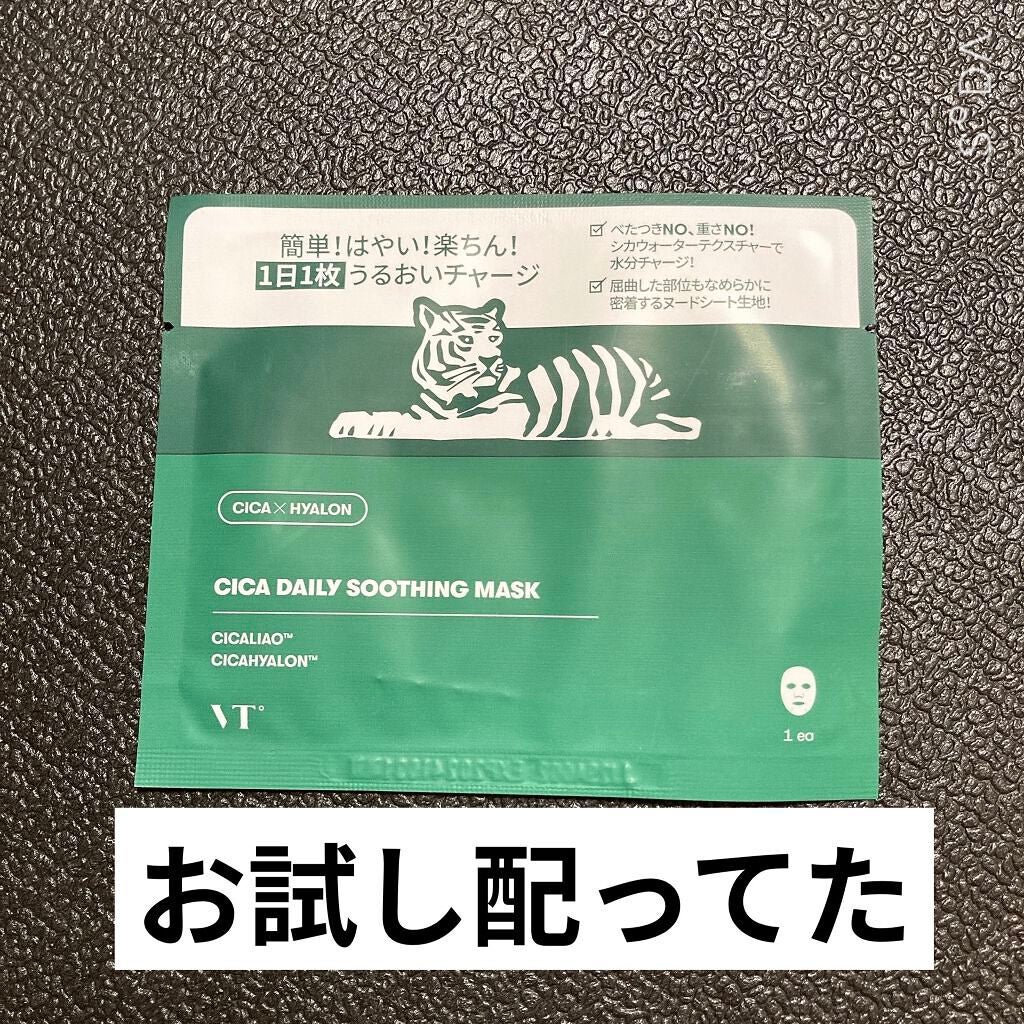 簡単!はやい!楽ちん!
1日1枚 うるおいチャージ
べたつきNO、重さNO!
シカウォーターテクスチャーで
水分チャージ!
屈曲した部位もなめらかに
密着するヌードシート生地!
CICA×HYALON
CICA DAILY SOOTHING MASK
CICALIAO™
CICAHYALON™
VT°
1 ea
お試し配ってた